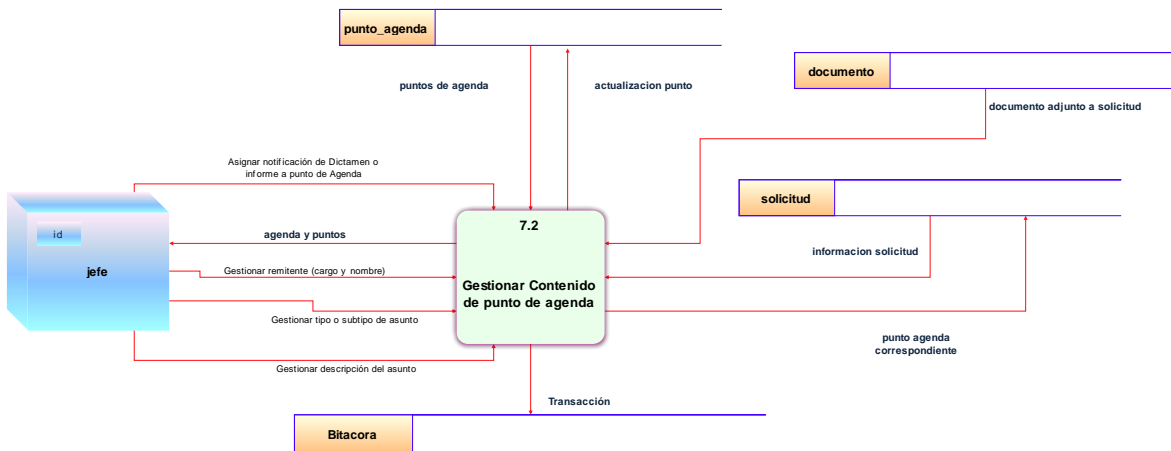 punto_agenda
documento
puntos de agenda
actualizacion punto
documento adjunto a solicitud
Asignar notificación de Dictamen o
informe a punto de Agenda
solicitud
id
jefe
agenda y puntos
7.2
Gestionar Contenido
de punto de agenda
informacion solicitud
Gestionar remitente (cargo y nombre)
Gestionar tipo o subtipo de asunto
punto agenda
correspondiente
Gestionar descripción del asunto
Transacción
Bitacora